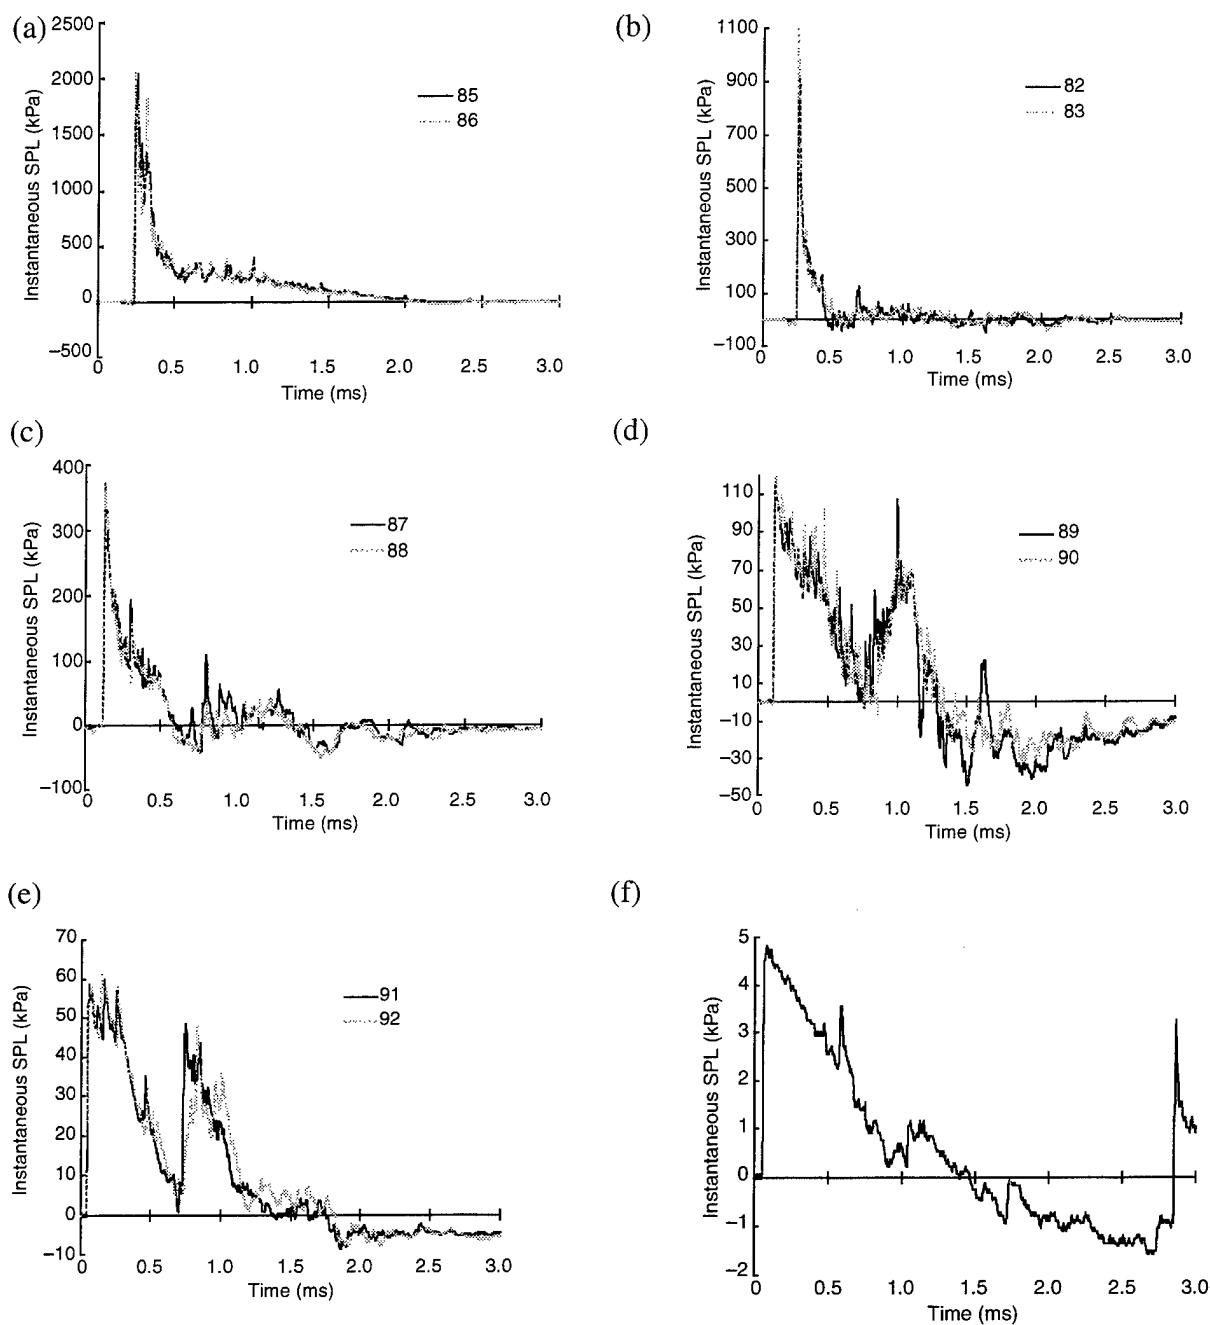 (a)
2500
2000
1500
1000
500
0
–500
Instantaneous SPL (kPa)
85
86
0 0.5 1.0 1.5 2.0 2.5 3.0
Time (ms)
(b)
1100
900
700
500
300
100
–100
Instantaneous SPL (kPa)
82
83
0 0.5 1.0 1.5 2.0 2.5 3.0
Time (ms)
(c)
400
300
200
100
0
–100
Instantaneous SPL (kPa)
87
88
0 0.5 1.0 1.5 2.0 2.5 3.0
Time (ms)
(d)
110
90
70
50
30
10
–10
–30
–50
Instantaneous SPL (kPa)
89
90
0 0.5 1.0 1.5 2.0 2.5 3.0
Time (ms)
(e)
70
60
50
40
30
20
10
0
–10
Instantaneous SPL (kPa)
91
92
0 0.5 1.0 1.5 2.0 2.5 3.0
Time (ms)
(f)
5
4
3
2
1
0
–1
–2
Instantaneous SPL (kPa)
0 0.5 1.0 1.5 2.0 2.5 3.0
Time (ms)